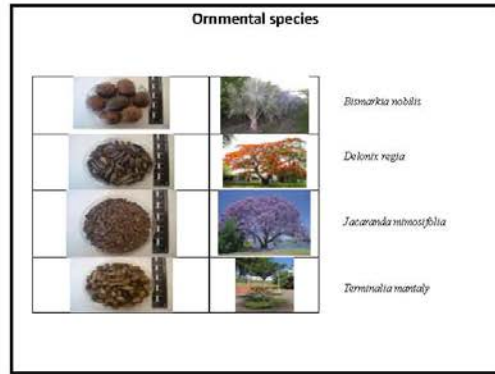 Ornmental species
Bismarkia nobilis
Delonix regia
Jacaranda mimosifolia
Terminalia mantaly